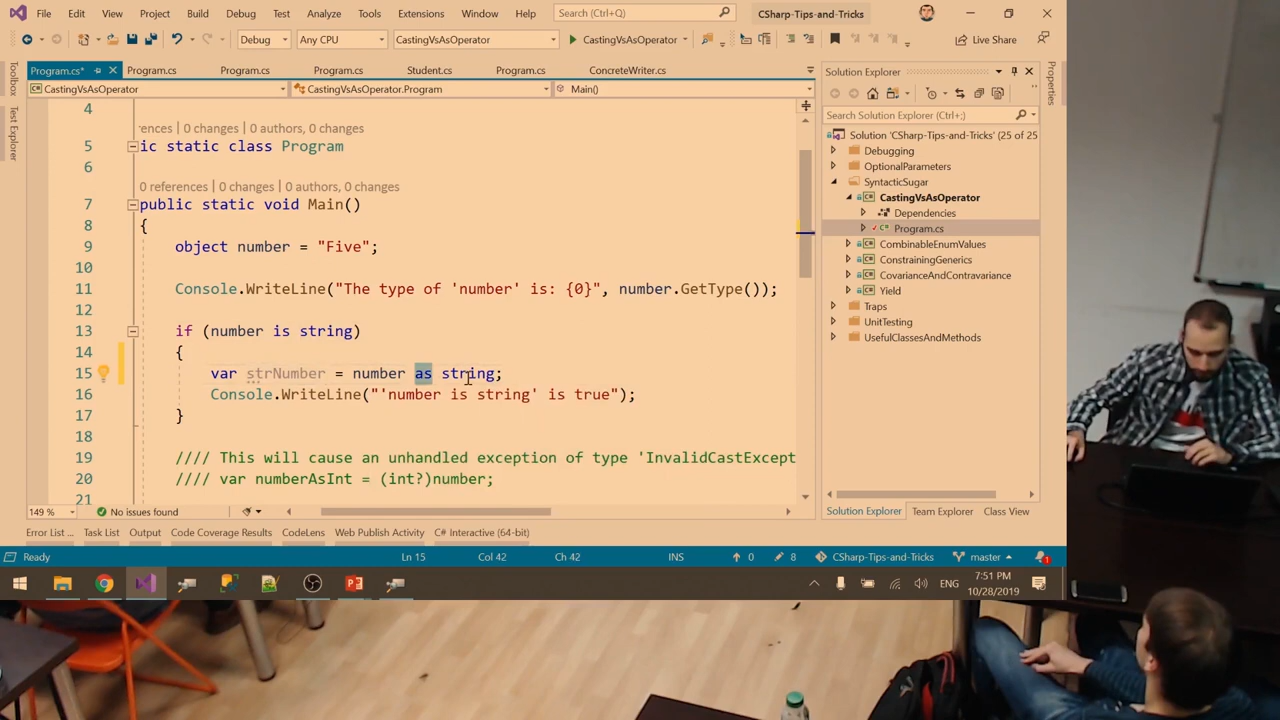 File Edit View Project Build Debug Test Analyze Tools Extensions Window Help Search (Ctrl+Q) CSharp-Tips-and-Tricks
Debug Any CPU CastingVsAsOperator CastingVsAsOperator Live Share
Program.cs* Program.cs Program.cs Program.cs Student.cs Program.cs ConcreteWriter.cs
CastingVsAsOperator CastingVsAsOperator.Program Main()
Toolbox
Test Explorer
4
ences | 0 changes | 0 authors, 0 changes
5 ic static class Program
6
0 references | 0 changes | 0 authors, 0 changes
7 public static void Main()
8 {
9 object number = "Five";
10
11 Console.WriteLine("The type of 'number' is: {0}", number.GetType());
12
13 if (number is string)
14 {
15 var strNumber = number as string;
16 Console.WriteLine("'number is string' is true");
17 }
18
19 //// This will cause an unhandled exception of type 'InvalidCastExcept
20 //// var numberAsInt = (int?)number;
21
149 % No issues found
Solution Explorer
Search Solution Explorer (Ctrl+;)
Solution 'CSharp-Tips-and-Tricks' (25 of 25
Debugging
OptionalParameters
SyntacticSugar
CastingVsAsOperator
Dependencies
Program.cs
CombinableEnumValues
ConstrainingGenerics
CovarianceAndContravariance
Yield
Traps
UnitTesting
UsefulClassesAndMethods
Solution Explorer Team Explorer Class View
Properties
Error List ... Task List Output Code Coverage Results CodeLens Web Publish Activity C# Interactive (64-bit)
Ready Ln 15 Col 42 Ch 42 INS 0 8 CSharp-Tips-and-Tricks master 1
ENG 7:51 PM
10/28/2019